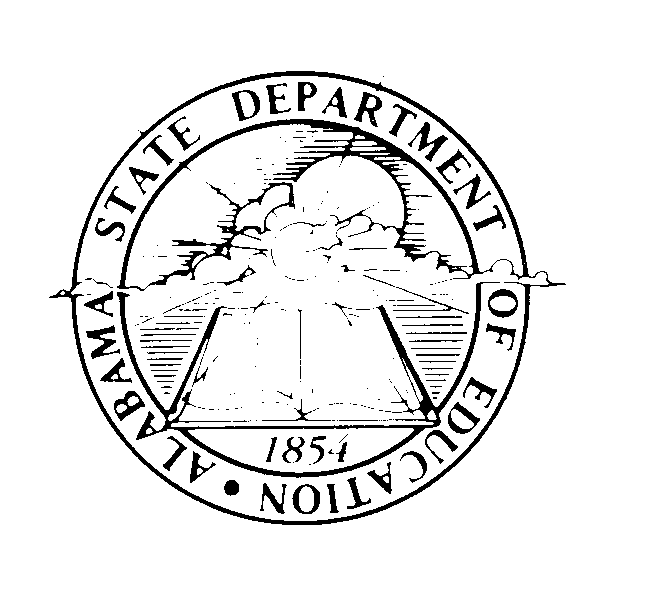 ALABAMA STATE DEPARTMENT OF EDUCATION •
1854